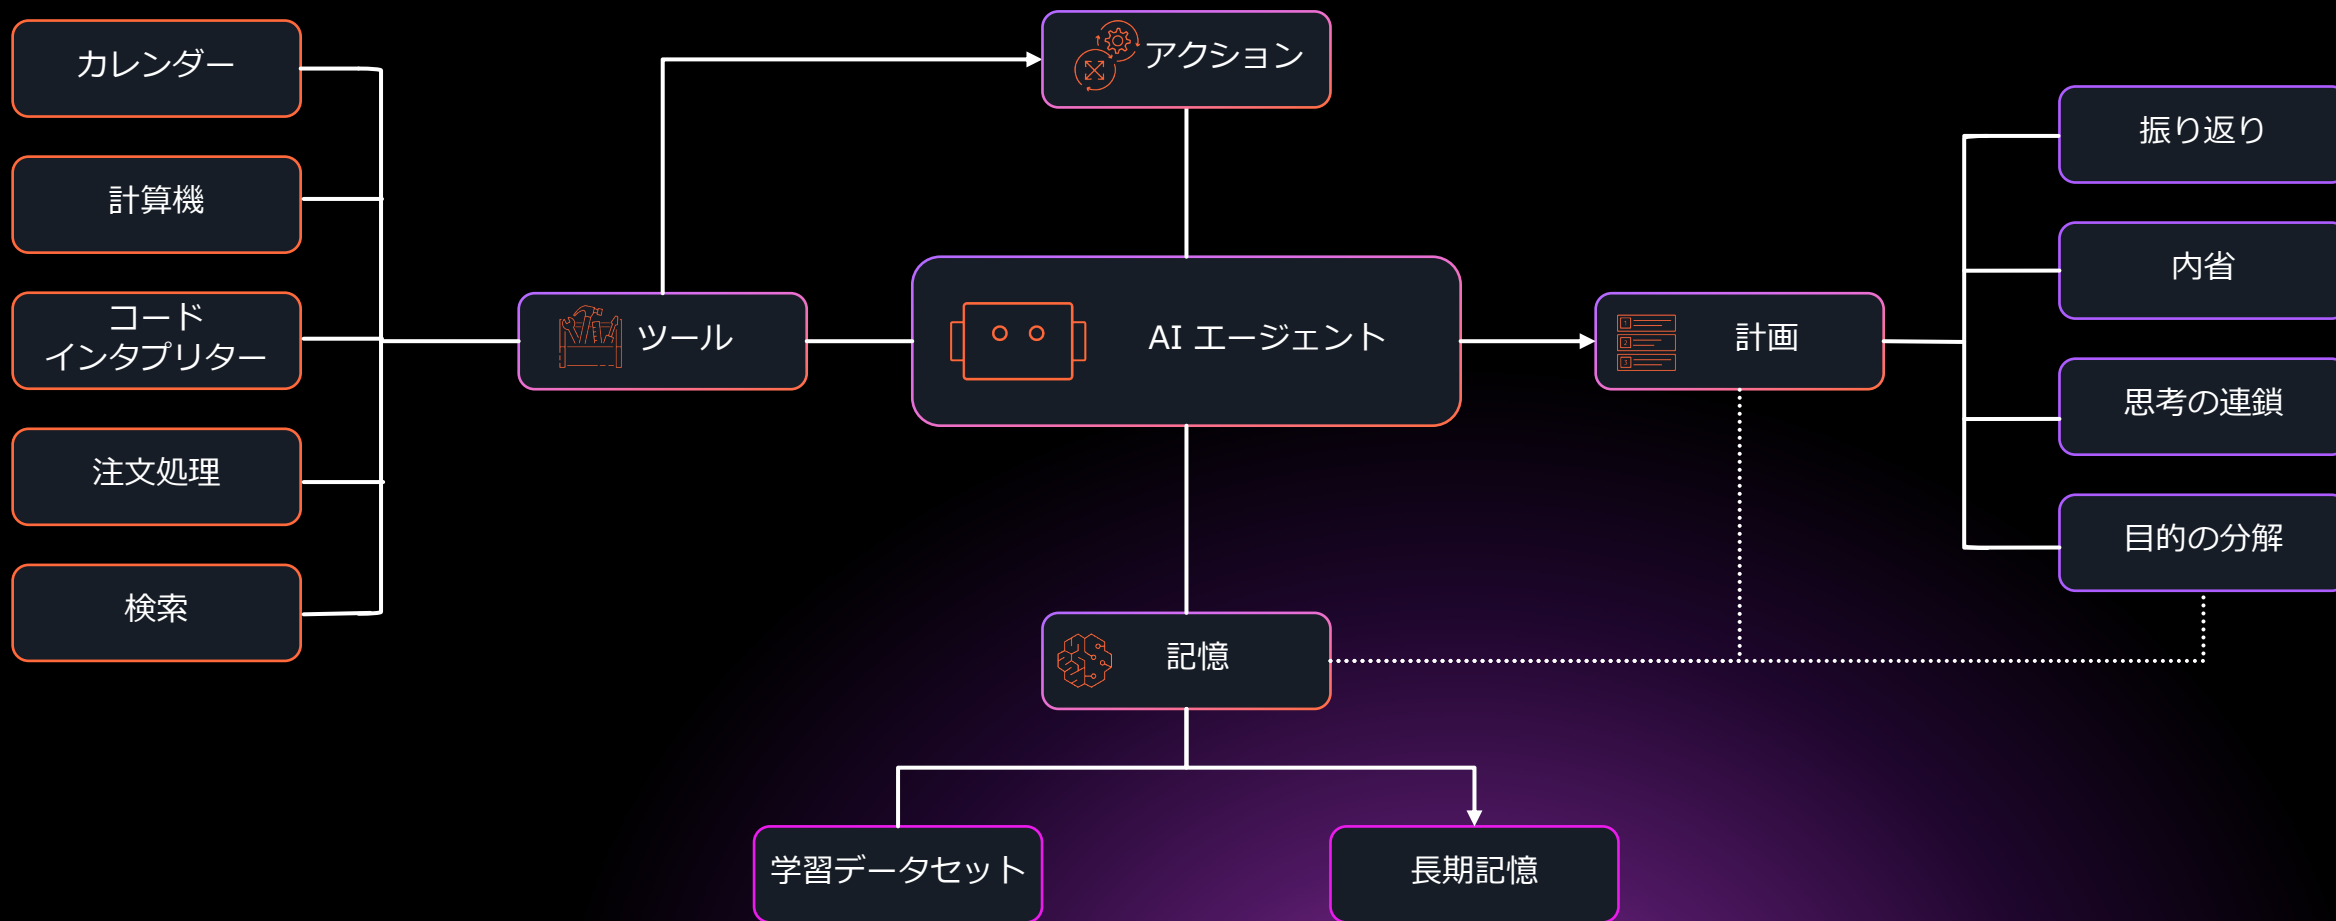 カレンダー
計算機
コード
インタプリター
注文処理
検索
ツール
アクション
AI エージェント
記憶
学習データセット
長期記憶
計画
振り返り
内省
思考の連鎖
目的の分解